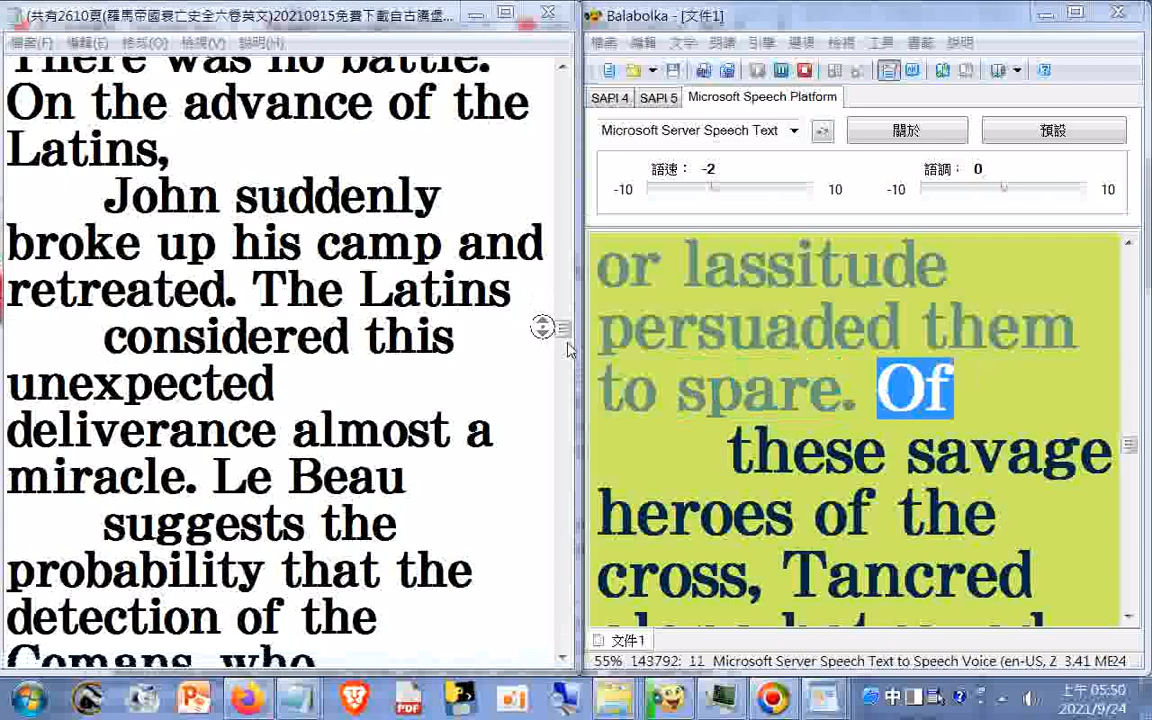 (共有2610頁(羅馬帝國衰亡史全六卷英文)20210915免費下載自古騰堡...
檔案(F) 編輯(E) 格式(O) 檢視(V) 說明(H)
There was no battle.
On the advance of the
Latins,
John suddenly
broke up his camp and
retreated. The Latins
considered this
unexpected
deliverance almost a
miracle. Le Beau
suggests the
probability that the
detection of the
Comans, who
Balabolka - [文件1]
檔案 編輯 文字 朗讀 引擎 選項 檢視 工具 書籤 說明
SAPI 4 SAPI 5 Microsoft Speech Platform
Microsoft Server Speech Text 關於 預設
語速： -2 語調： 0
-10 10 -10 10
or lassitude
persuaded them
to spare. Of
these savage
heroes of the
cross, Tancred
文件1
55% 143792: 11 Microsoft Server Speech Text to Speech Voice (en-US, Z 3.41 ME24
PDF 中 上午 05:50
2021/9/24